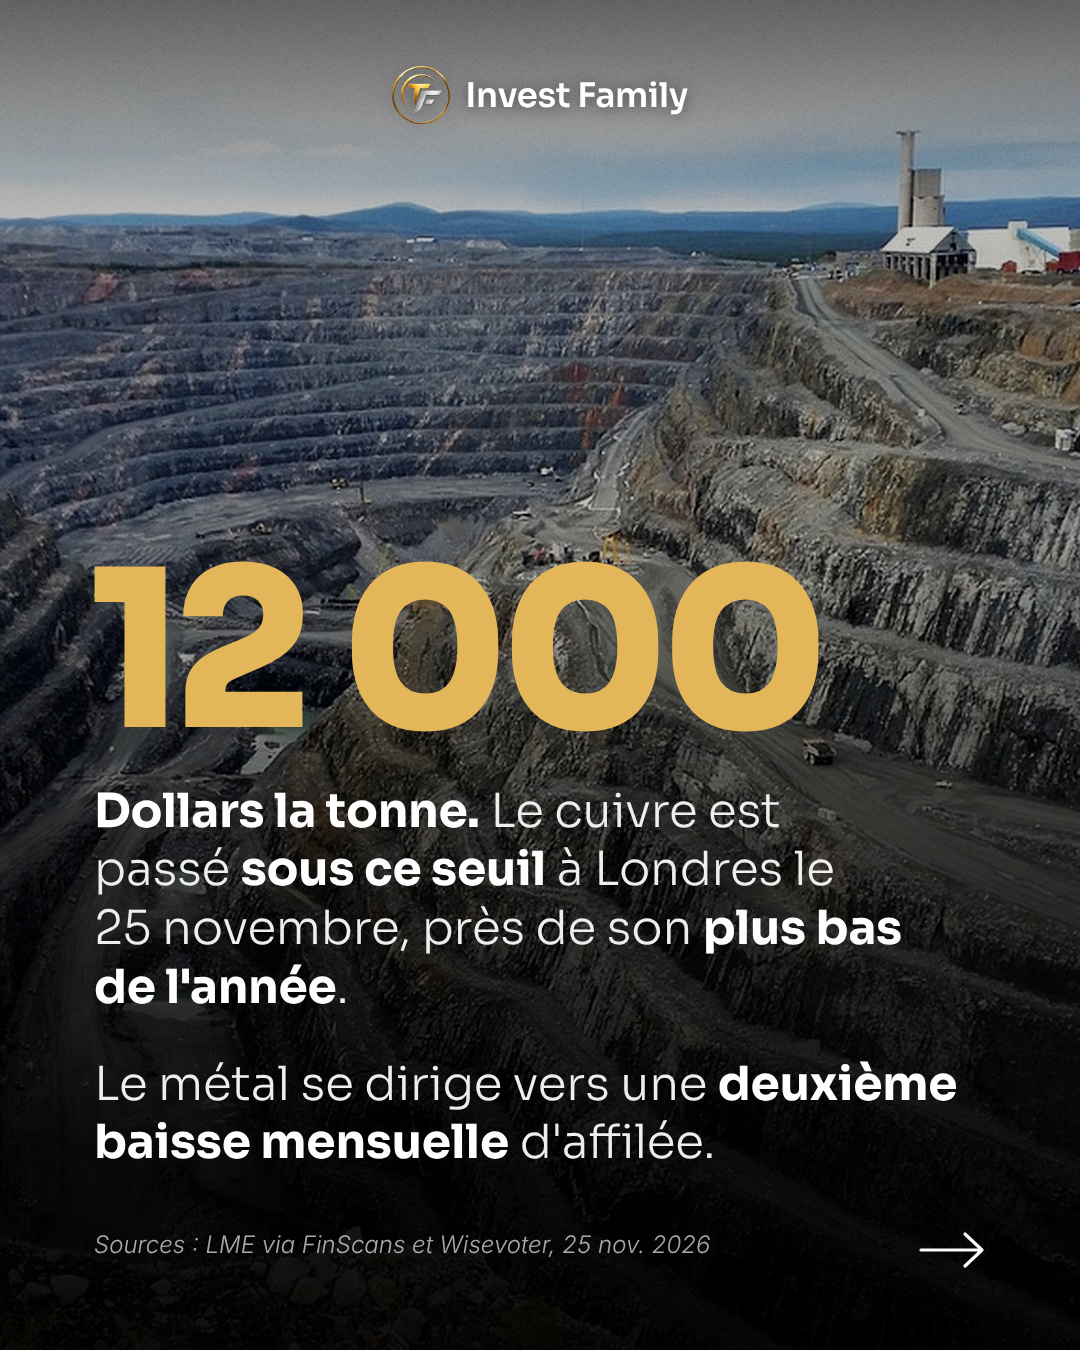 Invest Family
12 000
Dollars la tonne. Le cuivre est
passé sous ce seuil à Londres le
25 novembre, près de son plus bas
de l'année.
Le métal se dirige vers une deuxième
baisse mensuelle d'affilée.
Sources : LME via FinScans et Wisevoter, 25 nov. 2026